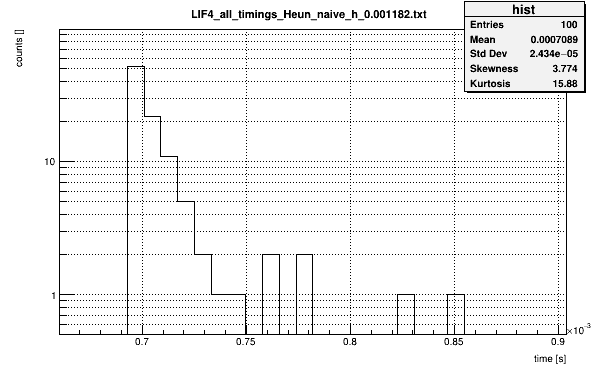 LIF4_all_timings_Heun_naive_h_0.001182.txt
hist
Entries 100
Mean 0.0007089
Std Dev 2.434e−05
Skewness 3.774
Kurtosis 15.88
counts []
10
1
0.7 0.75 0.8 0.85 0.9
×10⁻³
time [s]